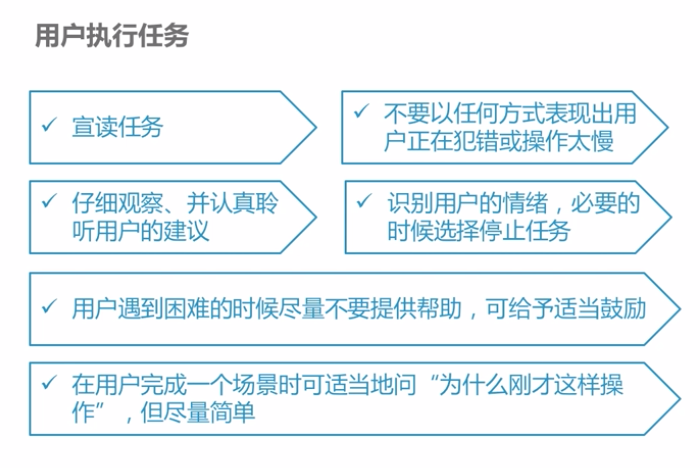 用户执行任务
✓ 宣读任务
✓ 不要以任何方式表现出用
户正在犯错或操作太慢
✓ 仔细观察、并认真聆
听用户的建议
✓ 识别用户的情绪，必要的
时候选择停止任务
✓ 用户遇到困难的时候尽量不要提供帮助，可给予适当鼓励
✓ 在用户完成一个场景时可适当地问“为什么刚才这样操
作”，但尽量简单